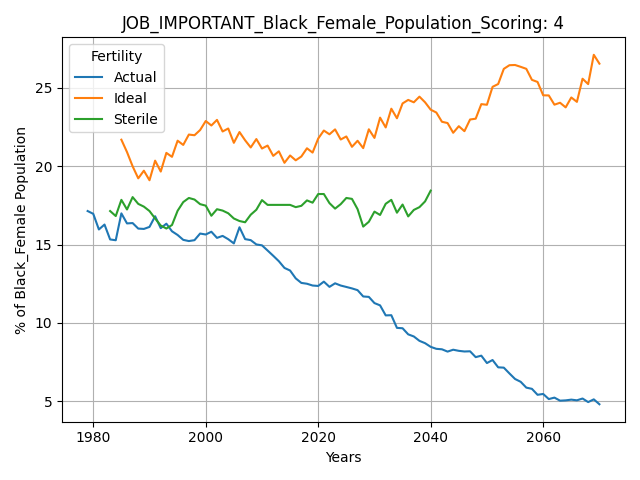 JOB_IMPORTANT_Black_Female_Population_Scoring: 4
Fertility
Actual
Ideal
Sterile
% of Black_Female Population
25
20
15
10
5
1980 2000 2020 2040 2060
Years